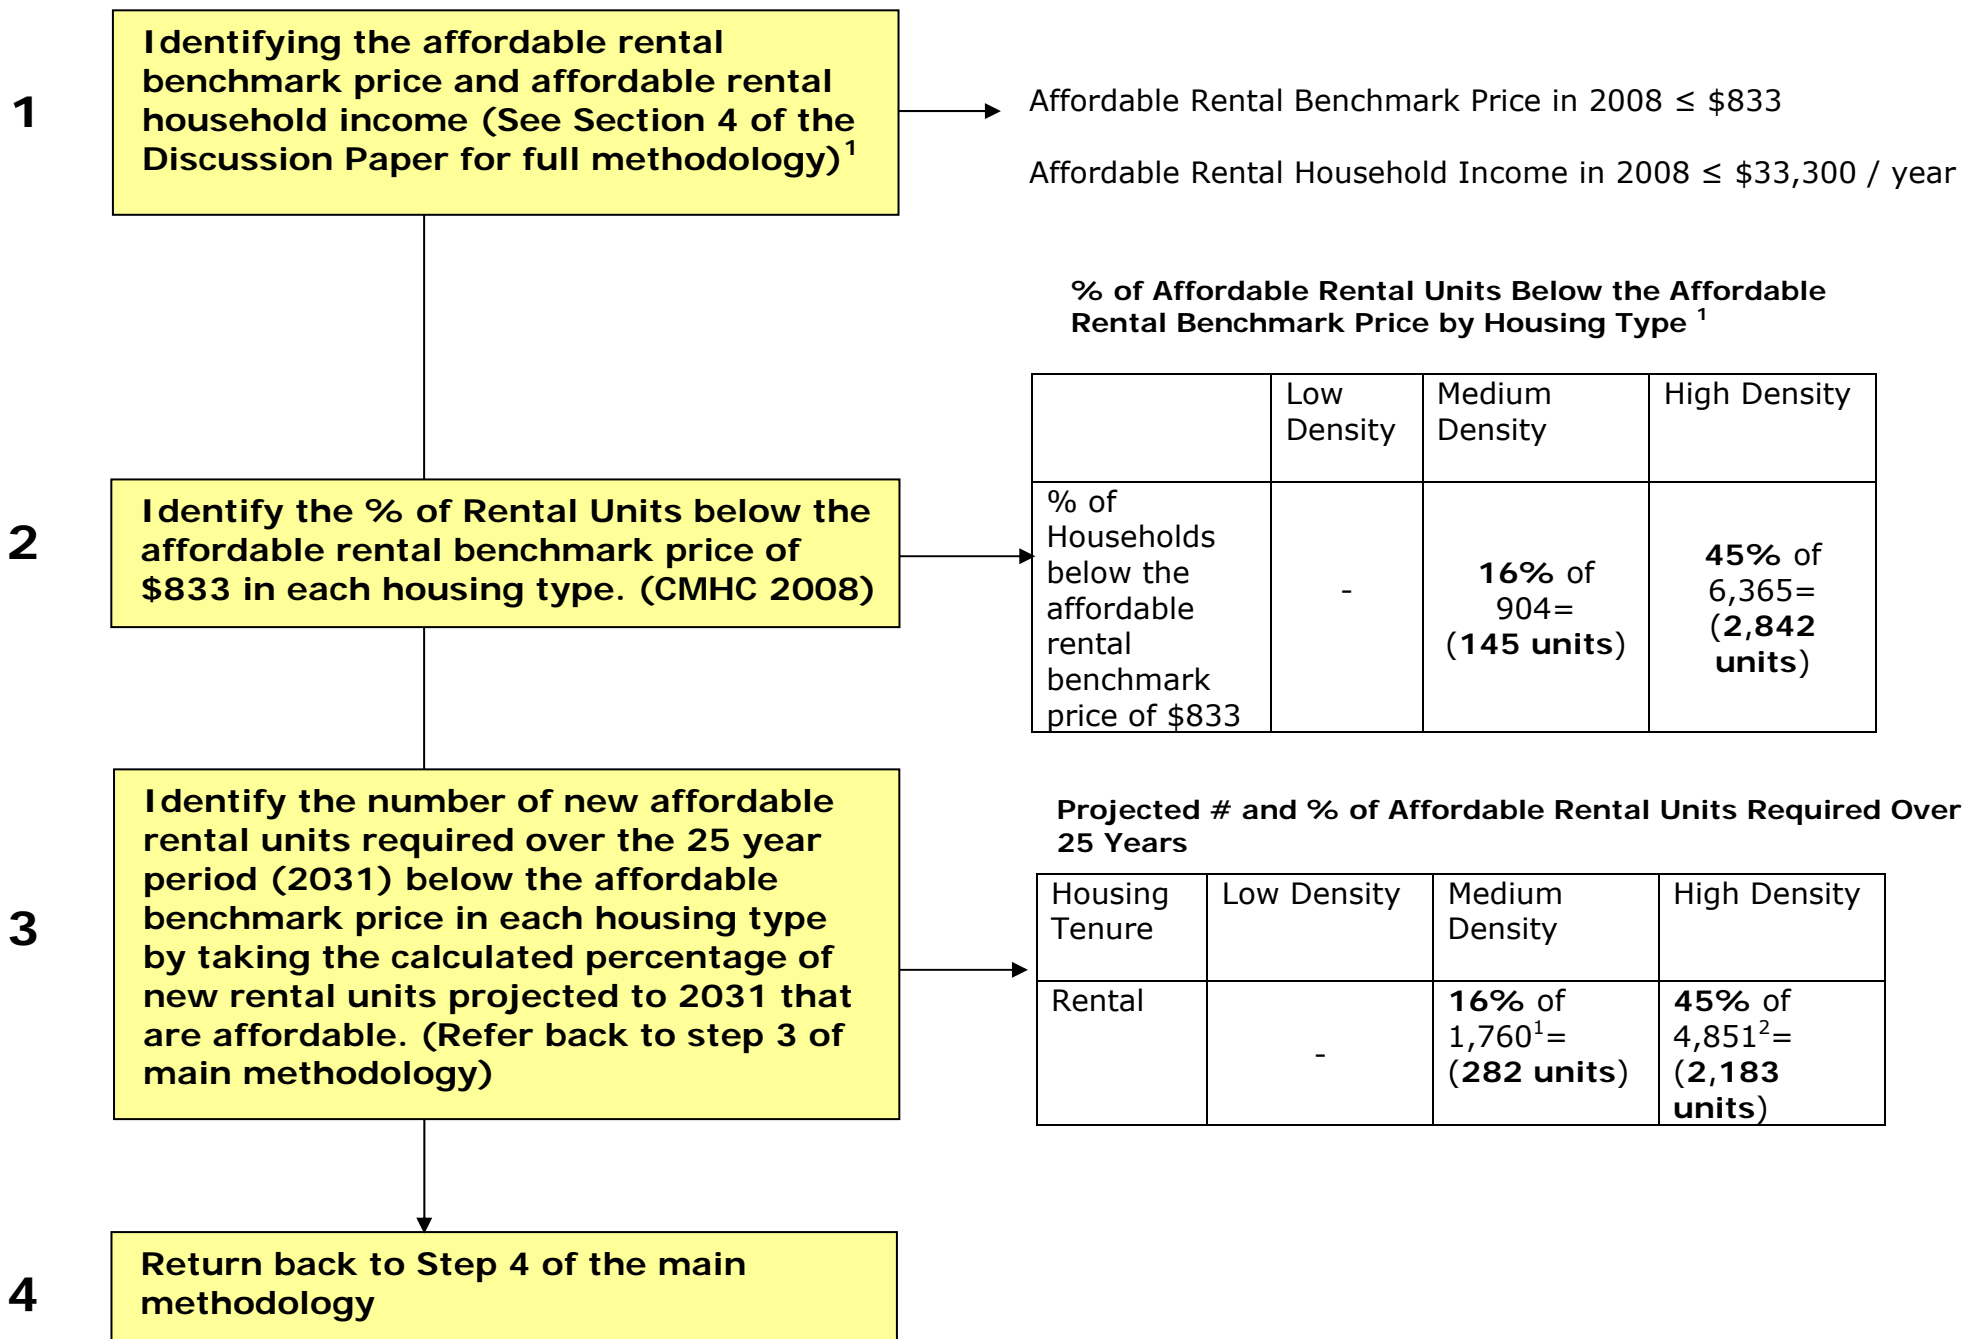 1
Identifying the affordable rental
benchmark price and affordable rental
household income (See Section 4 of the
Discussion Paper for full methodology)1
Affordable Rental Benchmark Price in 2008 ≤ $833
Affordable Rental Household Income in 2008 ≤ $33,300 / year
2
Identify the % of Rental Units below the
affordable rental benchmark price of
$833 in each housing type. (CMHC 2008)
% of Affordable Rental Units Below the Affordable
Rental Benchmark Price by Housing Type 1
Low
Density
Medium
Density
High Density
% of
Households
below the
affordable
rental
benchmark
price of $833
-
16% of
904=
(145 units)
45% of
6,365=
(2,842
units)
3
Identify the number of new affordable
rental units required over the 25 year
period (2031) below the affordable
benchmark price in each housing type
by taking the calculated percentage of
new rental units projected to 2031 that
are affordable. (Refer back to step 3 of
main methodology)
Projected # and % of Affordable Rental Units Required Over
25 Years
Housing
Tenure
Low Density
Medium
Density
High Density
Rental
-
16% of
1,7601=
(282 units)
45% of
4,8512=
(2,183
units)
4
Return back to Step 4 of the main
methodology